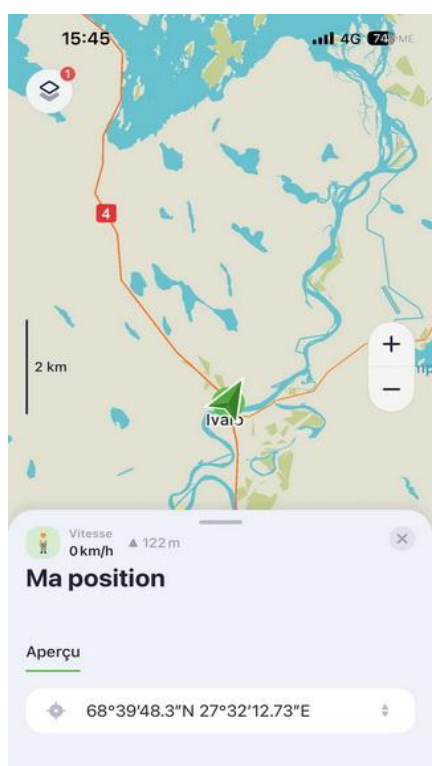 15:45
4G 74
1
4
2 km
+
−
Ivalo
Vitesse
0 km/h ▲ 122 m
Ma position
Aperçu
68°39′48.3″N 27°32′12.73″E